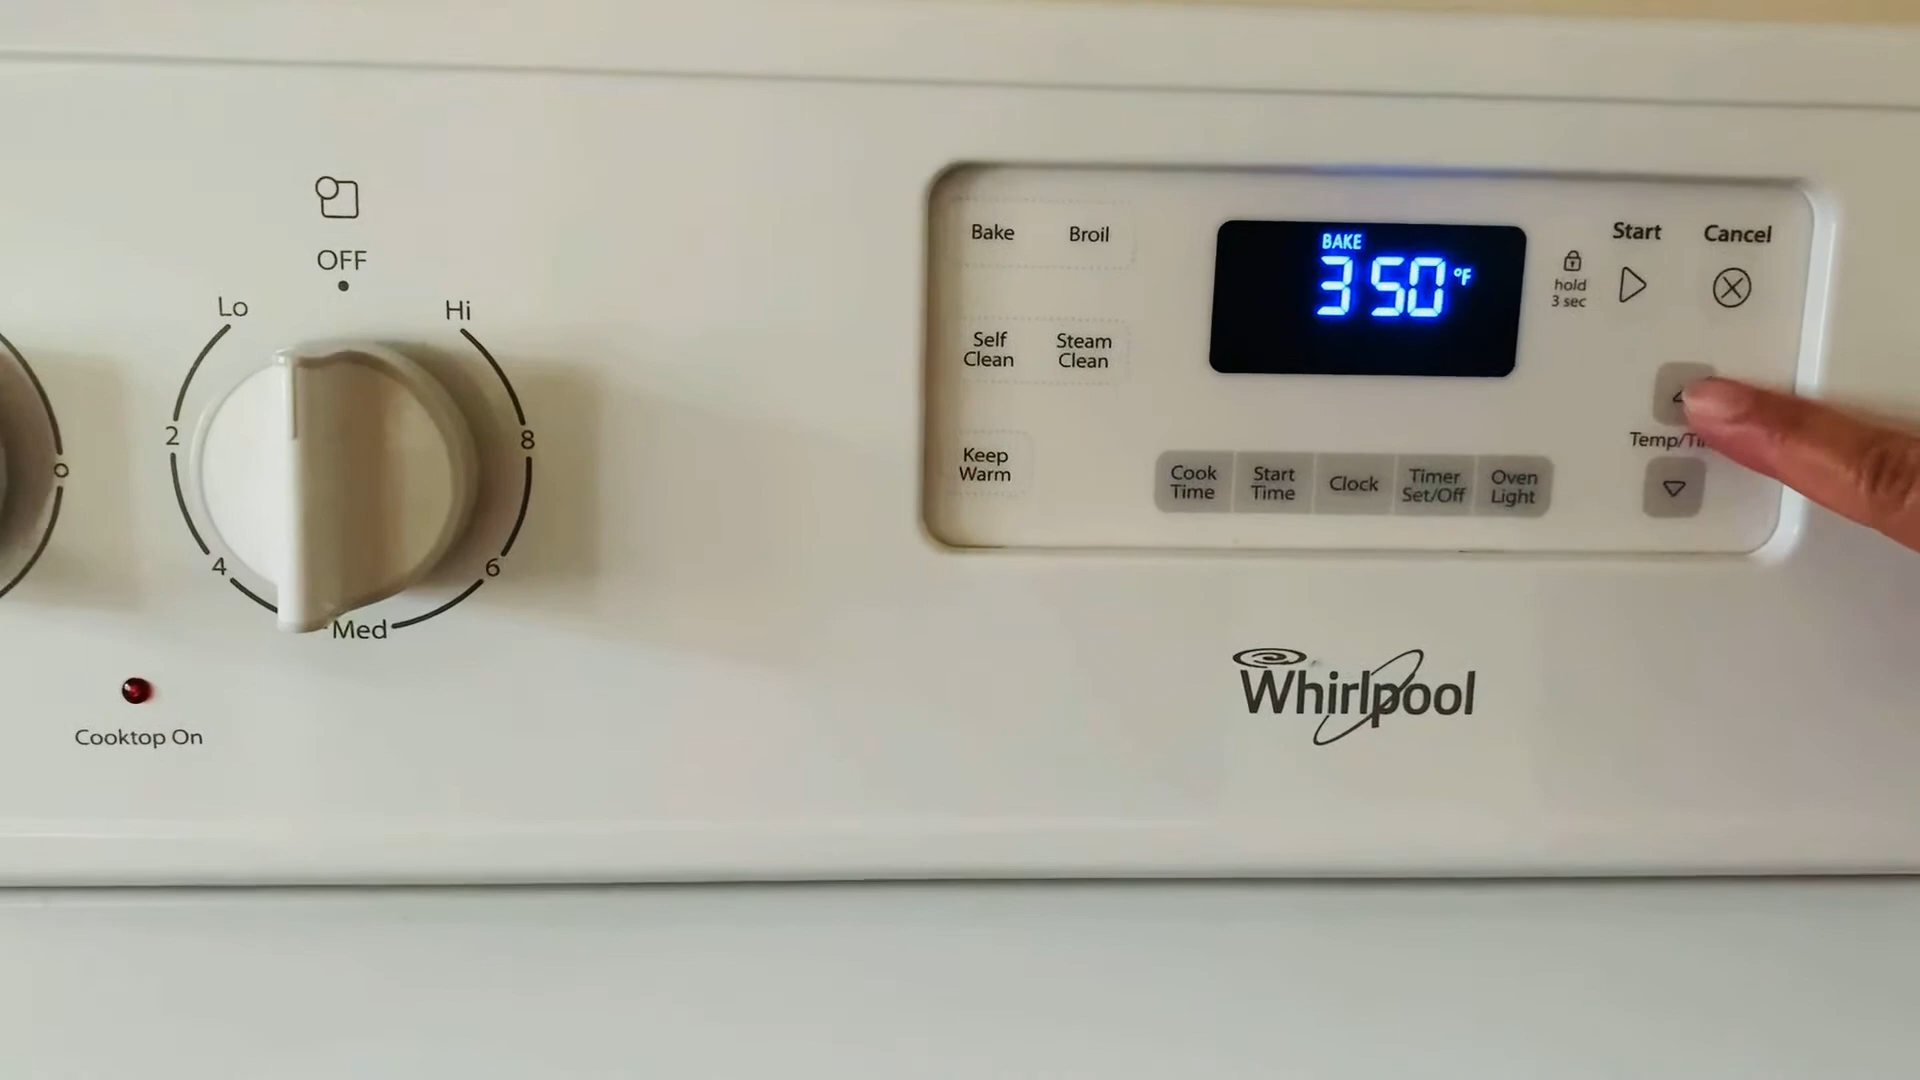 OFF
Lo
Hi
2
8
4
6
Med
Cooktop On
Bake
Broil
Self
Clean
Steam
Clean
Keep
Warm
BAKE
350°F
hold
3 sec
Start
Cancel
Cook
Time
Start
Time
Clock
Timer
Set/Off
Oven
Light
Whirlpool